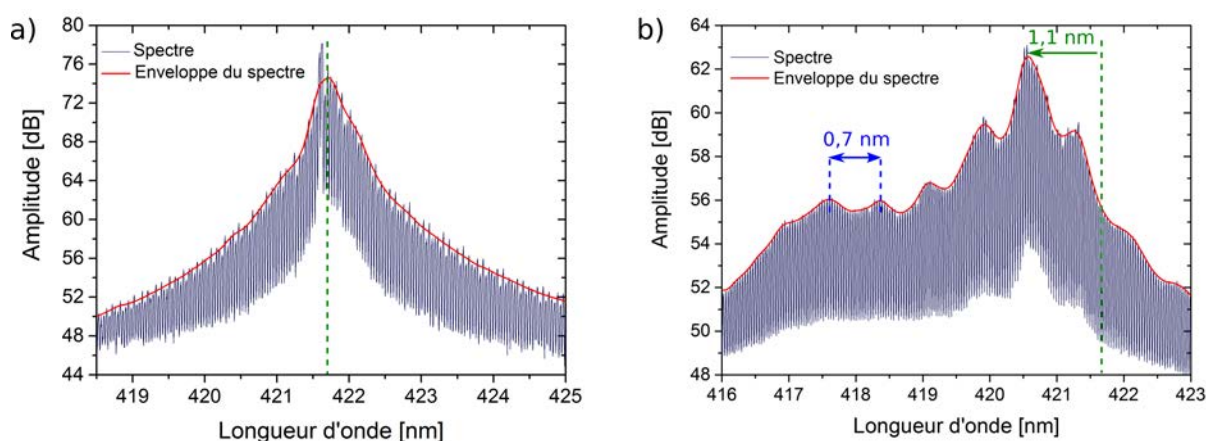 a)
80
76
72
68
64
60
56
52
48
44
Amplitude [dB]
Spectre
Enveloppe du spectre
419 420 421 422 423 424 425
Longueur d'onde [nm]
b)
64
62
60
58
56
54
52
50
48
Amplitude [dB]
Spectre
Enveloppe du spectre
1,1 nm
0,7 nm
416 417 418 419 420 421 422 423
Longueur d'onde [nm]